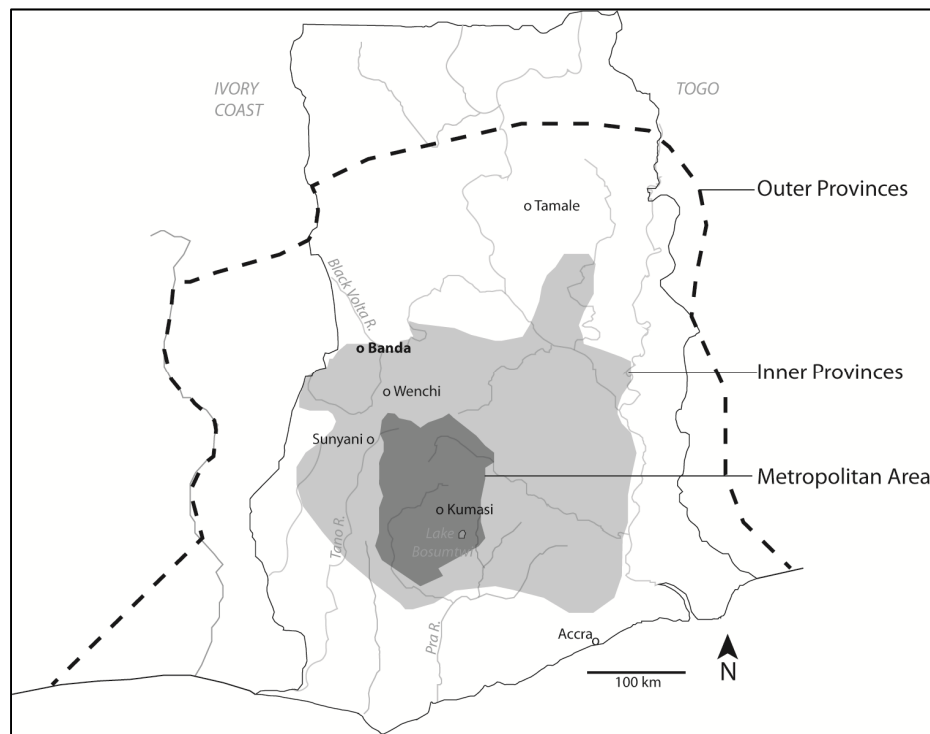 IVORY
COAST
TOGO
Outer Provinces
Tamale
Black Volta R.
Banda
Inner Provinces
Wenchi
Sunyani
Metropolitan Area
Kumasi
Lake
Bosumtwi
Tano R.
Pra R.
Accra
N
100 km